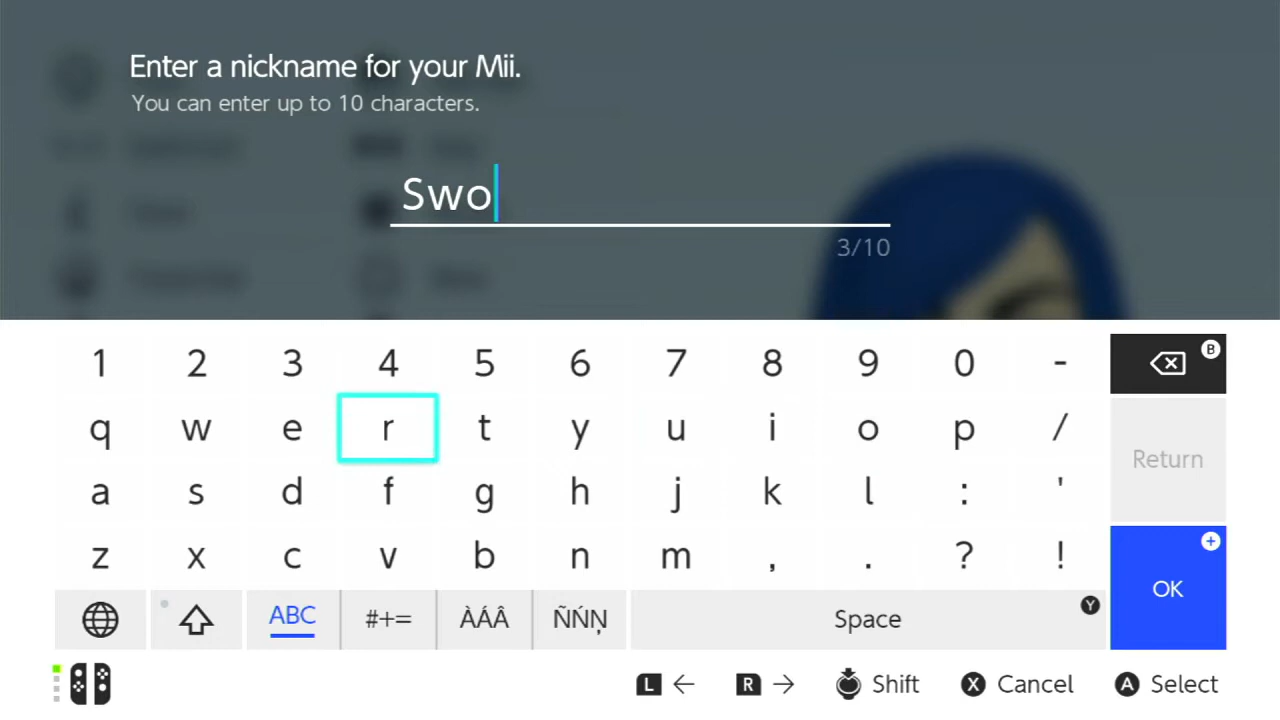 Enter a nickname for your Mii.
You can enter up to 10 characters.
Swo
3/10
1 2 3 4 5 6 7 8 9 0 - B
q w e r t y u i o p / Return
a s d f g h j k l : '
z x c v b n m , . ? ! + OK
ABC #+= ÀÁÂ ÑŃŅ Space Y
L ← R → Shift X Cancel A Select